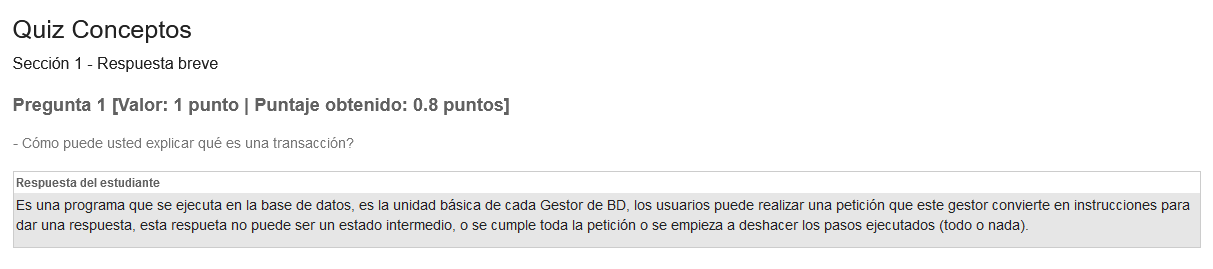 Quiz Conceptos
Sección 1 - Respuesta breve
Pregunta 1 [Valor: 1 punto | Puntaje obtenido: 0.8 puntos]
- Cómo puede usted explicar qué es una transacción?
Respuesta del estudiante
Es una programa que se ejecuta en la base de datos, es la unidad básica de cada Gestor de BD, los usuarios puede realizar una petición que este gestor convierte en instrucciones para
dar una respuesta, esta respueta no puede ser un estado intermedio, o se cumple toda la petición o se empieza a deshacer los pasos ejecutados (todo o nada).